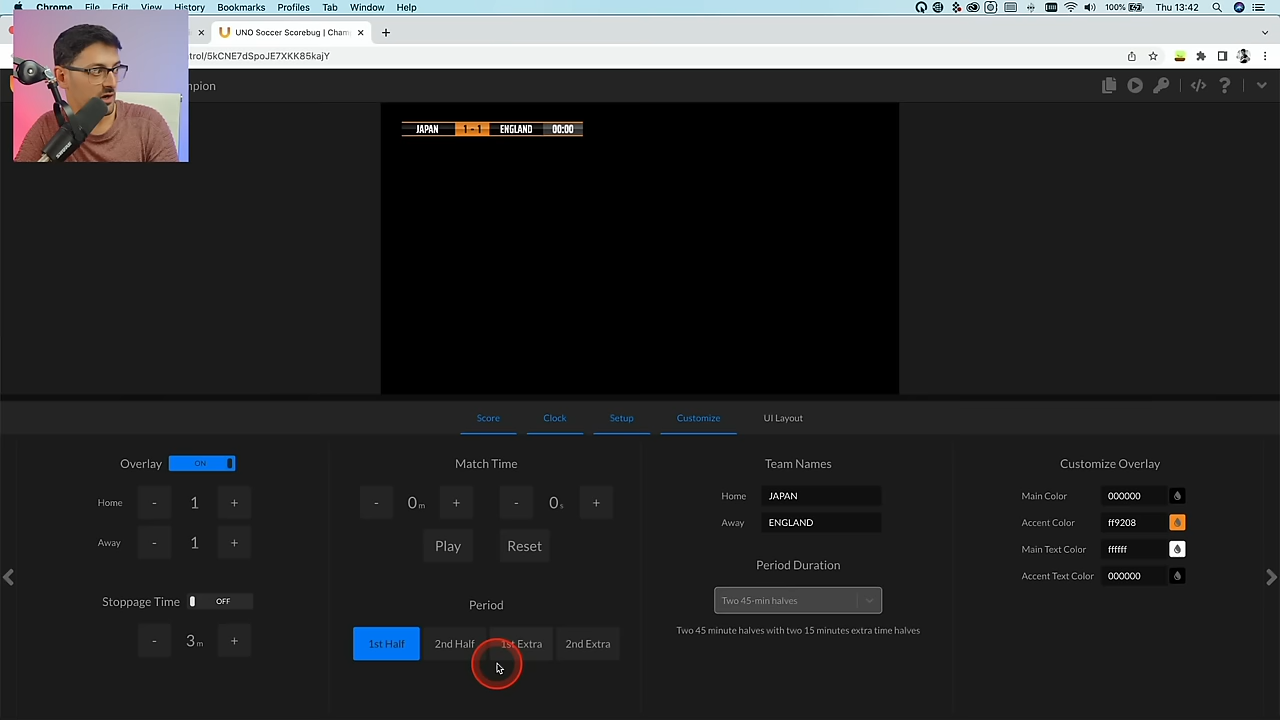 Chrome File Edit View History Bookmarks Profiles Tab Window Help 100% Thu 13:42
UNO Soccer Scorebug | Cham
trol/5kCNE7dSpoJE7XKK85kajY
mpion
JAPAN 1 - 1 ENGLAND 00:00
Score Clock Setup Customize UI Layout
Overlay ON
Home - 1 +
Away - 1 +
Stoppage Time OFF
- 3m +
Match Time
- 0m + - 0s +
Play Reset
Period
1st Half 2nd Half 1st Extra 2nd Extra
Team Names
Home JAPAN
Away ENGLAND
Period Duration
Two 45-min halves
Two 45 minute halves with two 15 minutes extra time halves
Customize Overlay
Main Color 000000
Accent Color ff9208
Main Text Color ffffff
Accent Text Color 000000